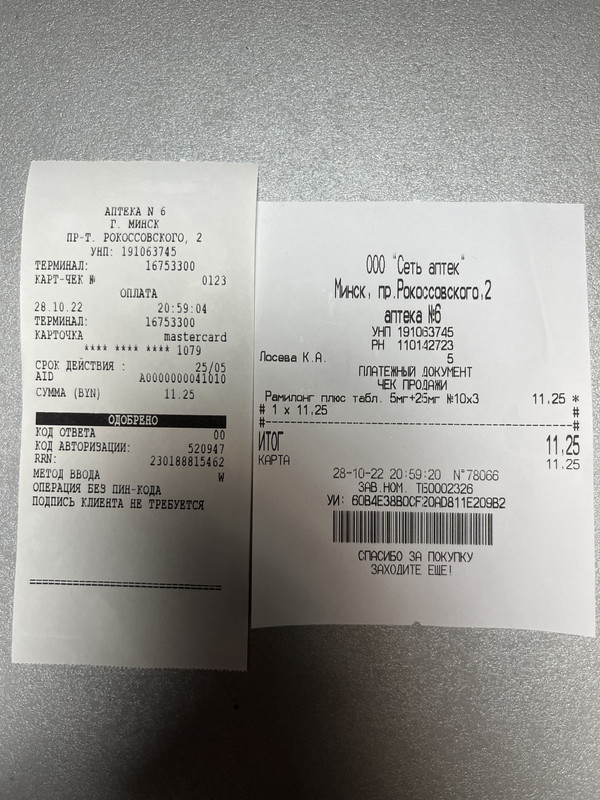 АПТЕКА N 6
Г. МИНСК
ПР-Т. РОКОССОВСКОГО, 2
УНП: 191063745
ТЕРМИНАЛ: 16753300
КАРТ-ЧЕК № 0123
ОПЛАТА
28.10.22 20:59:04
ТЕРМИНАЛ: 16753300
КАРТОЧКА mastercard
**** **** **** 1079
СРОК ДЕЙСТВИЯ : 25/05
AID A0000000041010
СУММА (BYN) 11.25
ОДОБРЕНО
КОД ОТВЕТА 00
КОД АВТОРИЗАЦИИ: 520947
RRN: 230188815462
МЕТОД ВВОДА W
ОПЕРАЦИЯ БЕЗ ПИН-КОДА
ПОДПИСЬ КЛИЕНТА НЕ ТРЕБУЕТСЯ
ООО "Сеть аптек"
Минск, пр.Рокоссовского,2
аптека №6
УНП 191063745
РН 110142723
Лосева К.А. 5
ПЛАТЕЖНЫЙ ДОКУМЕНТ
ЧЕК ПРОДАЖИ
Рамилонг плюс табл. 5мг+25мг №10x3 11,25 *
# 1 x 11,25 #
#------------------------------------------#
ИТОГ 11,25
КАРТА 11,25
28-10-22 20:59:20 N°78066
ЗАВ.НОМ. ТБ0002326
УИ: 60B4E38B0CF20AD811E209B2
СПАСИБО ЗА ПОКУПКУ
ЗАХОДИТЕ ЕЩЕ!